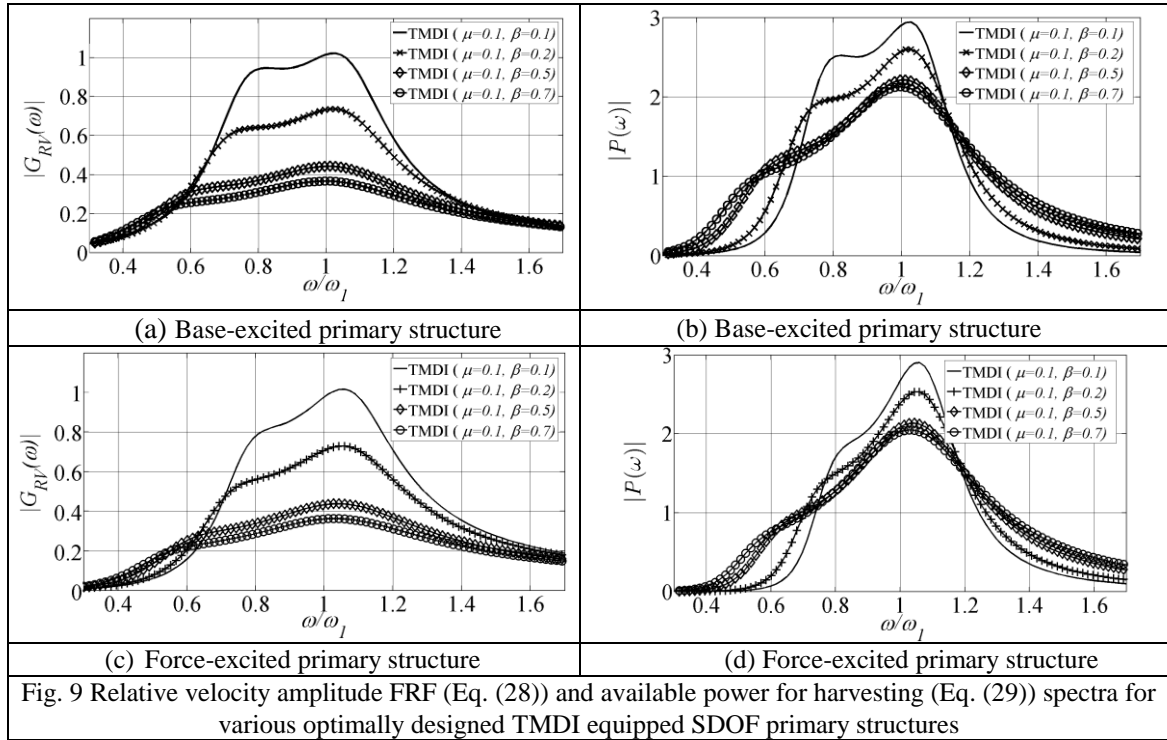 |G_RV(ω)|
1
0.8
0.6
0.4
0.2
0
0.4 0.6 0.8 1 1.2 1.4 1.6
ω/ω_1
TMDI ( μ=0.1, β=0.1)
TMDI ( μ=0.1, β=0.2)
TMDI ( μ=0.1, β=0.5)
TMDI ( μ=0.1, β=0.7)
(a) Base-excited primary structure
|P(ω)|
3
2
1
0
0.4 0.6 0.8 1 1.2 1.4 1.6
ω/ω_1
TMDI ( μ=0.1, β=0.1)
TMDI ( μ=0.1, β=0.2)
TMDI ( μ=0.1, β=0.5)
TMDI ( μ=0.1, β=0.7)
(b) Base-excited primary structure
|G_RV(ω)|
1
0.8
0.6
0.4
0.2
0
0.4 0.6 0.8 1 1.2 1.4 1.6
ω/ω_1
TMDI ( μ=0.1, β=0.1)
TMDI ( μ=0.1, β=0.2)
TMDI ( μ=0.1, β=0.5)
TMDI ( μ=0.1, β=0.7)
(c) Force-excited primary structure
|P(ω)|
3
2
1
0
0.4 0.6 0.8 1 1.2 1.4 1.6
ω/ω_1
TMDI ( μ=0.1, β=0.1)
TMDI ( μ=0.1, β=0.2)
TMDI ( μ=0.1, β=0.5)
TMDI ( μ=0.1, β=0.7)
(d) Force-excited primary structure
Fig. 9 Relative velocity amplitude FRF (Eq. (28)) and available power for harvesting (Eq. (29)) spectra for
various optimally designed TMDI equipped SDOF primary structures